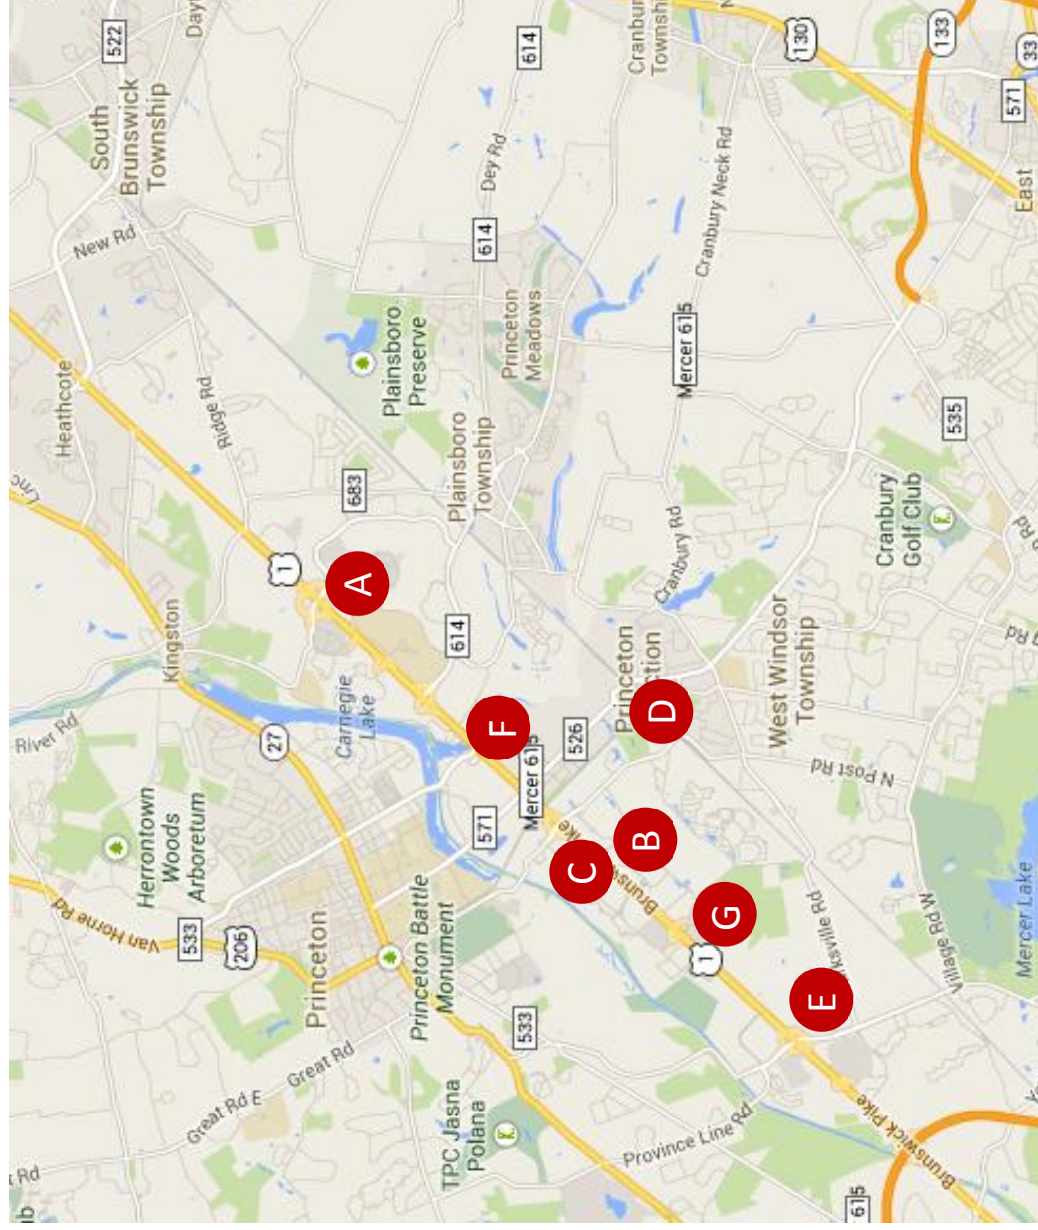 Rd
Great Rd E
Great Rd
Van Horne Rd
533
206
Herrontown
Woods
Arboretum
River Rd
Kingston
Heathcote
New Rd
South
Brunswick
Township
522
Princeton
27
Carnegie
Lake
1
Ridge Rd
683
A
Plainsboro
Preserve
Princeton Battle
Monument
TPC Jasna
Polana
533
571
614
F
Plainsboro
Township
614
Dey Rd
614
Princeton
Meadows
Mercer 615
526
C
B
D
Princeton
Cranbury Rd
Mercer 615
Cranbury Neck Rd
Province Line Rd
1
G
E
West Windsor
Township
N Post Rd
130
Brunswick Pike
Village Rd W
Cranbury
Golf Club
535
133
615
Mercer Lake
571
East
33